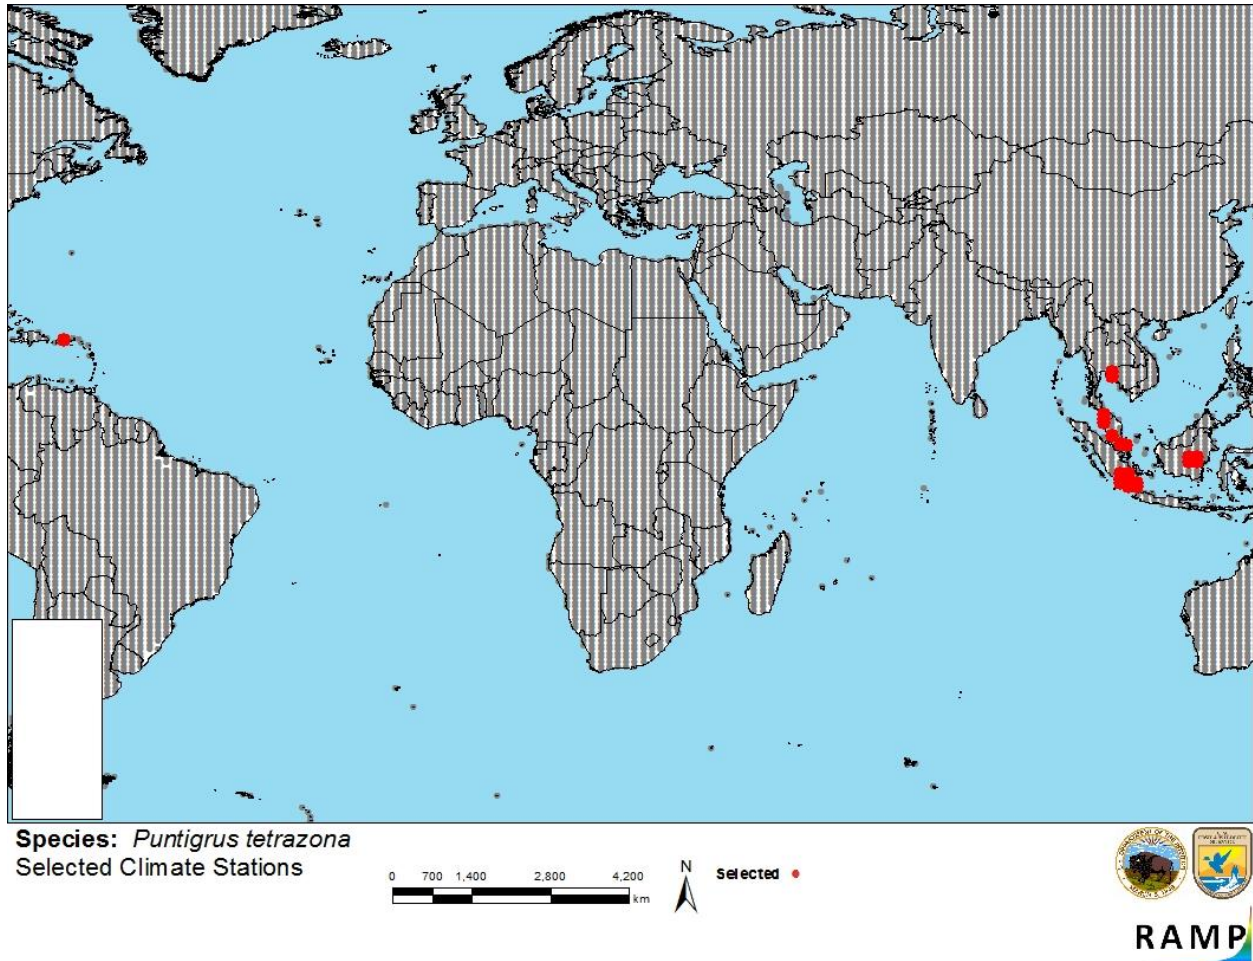 Species: Puntigrus tetrazona
Selected Climate Stations
0 700 1,400 2,800 4,200
km
N
Selected
RAMP